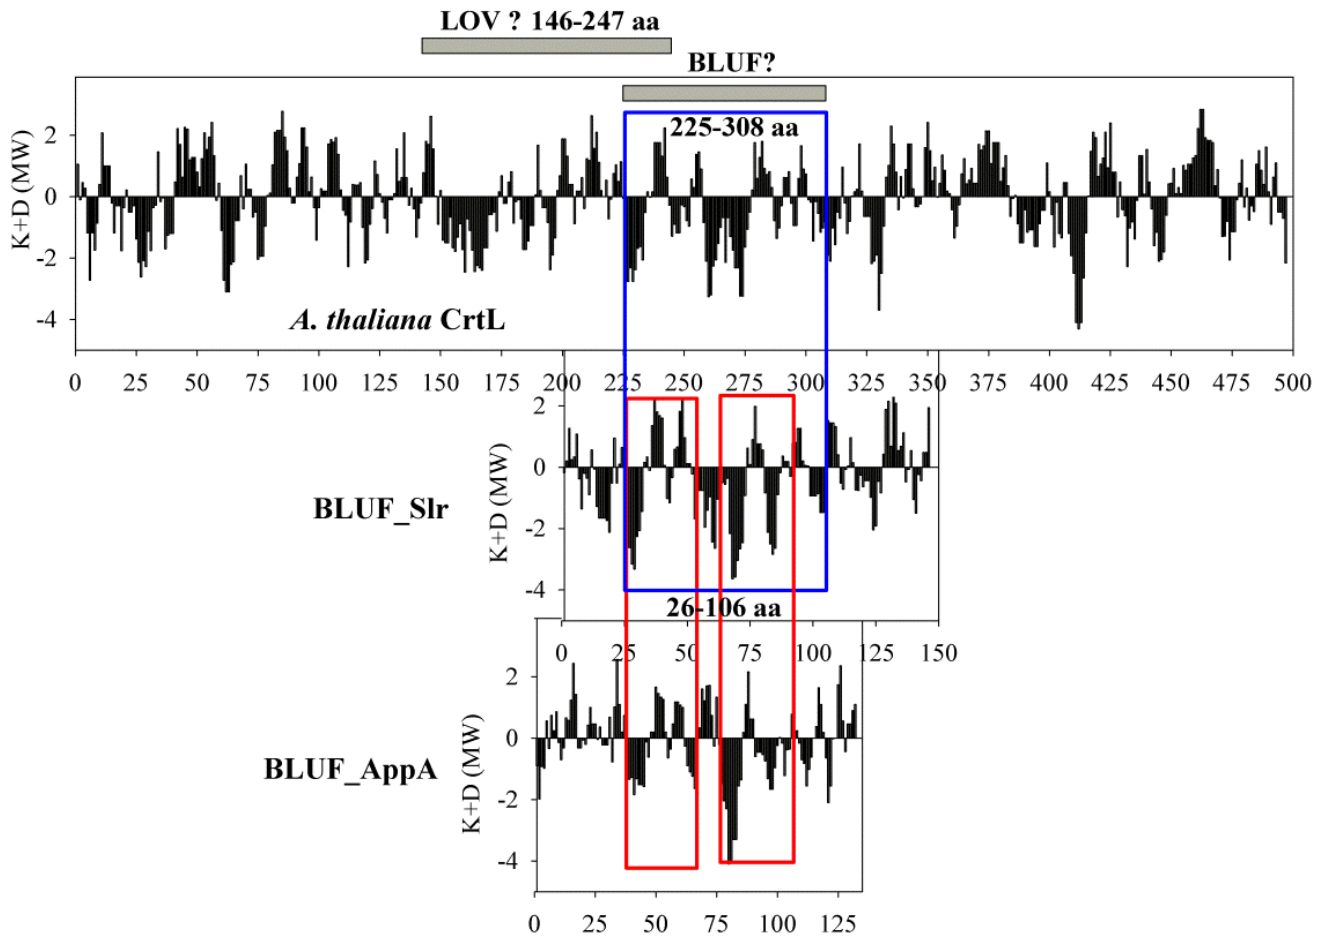 LOV ? 146-247 aa
BLUF?
225-308 aa
K+D (MW)
2
0
-2
-4
A. thaliana CrtL
0 25 50 75 100 125 150 175 200 225 250 275 300 325 350 375 400 425 450 475 500
K+D (MW)
2
0
-2
-4
BLUF_Slr
26-106 aa
0 25 50 75 100 125 150
K+D (MW)
2
0
-2
-4
BLUF_AppA
0 25 50 75 100 125